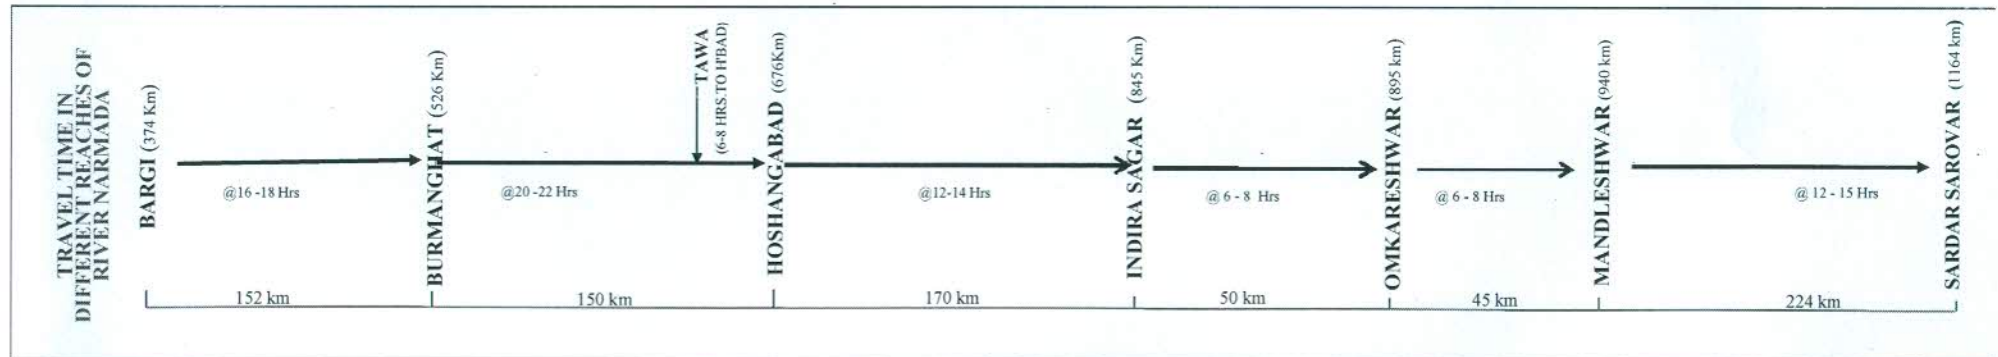 TRAVEL TIME IN
DIFFERENT REACHES OF
RIVER NARMADA
BARGI (374 Km)
@16 -18 Hrs
BURMANGHAT (526 Km)
@20 -22 Hrs
TAWA
(6-8 HRS.TO H'BAD)
HOSHANGABAD (676Km)
@12-14 Hrs
INDIRA SAGAR (845 Km)
@ 6 - 8 Hrs
OMKARESHWAR (895 km)
@ 6 - 8 Hrs
MANDLESHWAR (940 km)
@ 12 - 15 Hrs
SARDAR SAROVAR (1164 km)
152 km
150 km
170 km
50 km
45 km
224 km